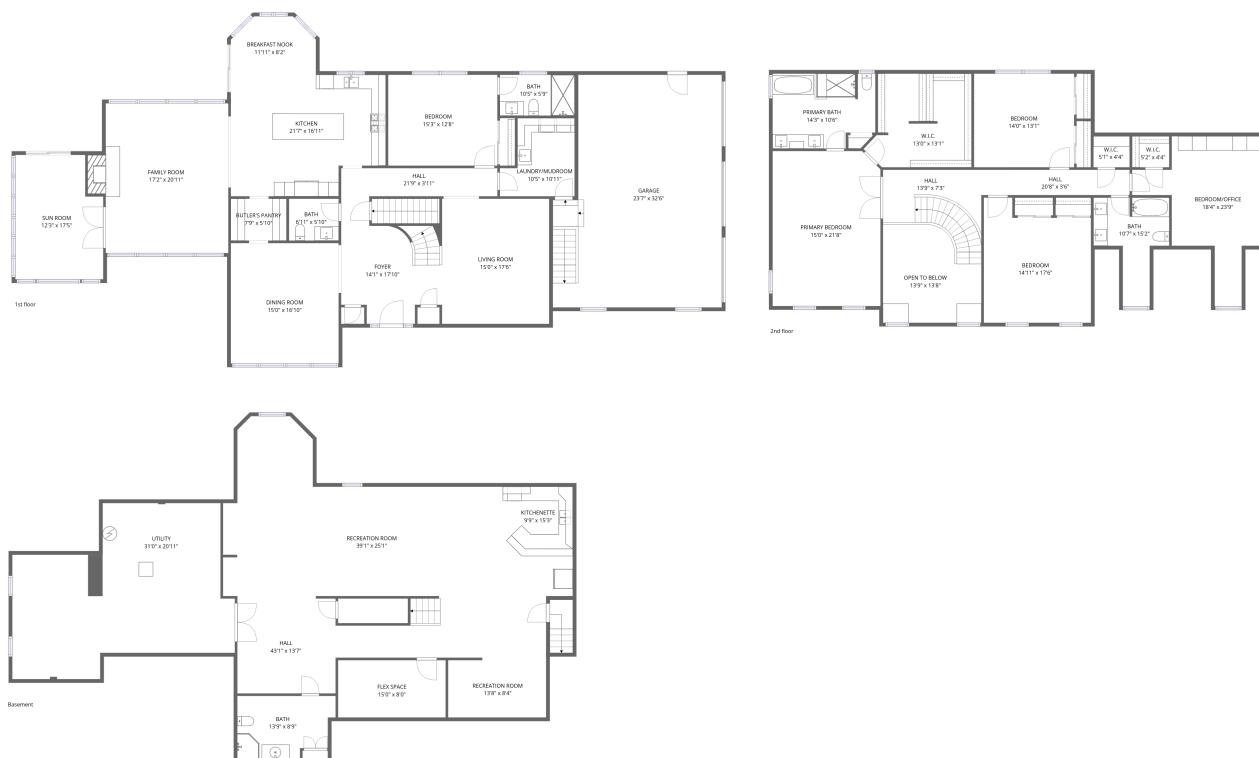 BREAKFAST NOOK
11'11" x 8'2"
KITCHEN
21'7" x 16'11"
BEDROOM
15'3" x 12'8"
BATH
10'5" x 5'9"
LAUNDRY/MUDROOM
10'5" x 10'11"
GARAGE
23'7" x 32'6"
FAMILY ROOM
17'2" x 20'11"
SUN ROOM
12'3" x 17'5"
HALL
21'9" x 3'11"
BUTLER'S PANTRY
7'9" x 5'10"
BATH
6'11" x 5'10"
FOYER
14'1" x 17'10"
LIVING ROOM
15'0" x 17'6"
DINING ROOM
15'0" x 16'10"
1st floor
PRIMARY BATH
14'3" x 10'6"
W.I.C.
13'0" x 13'1"
BEDROOM
14'0" x 13'1"
W.I.C.
5'1" x 4'4"
W.I.C.
5'2" x 4'4"
HALL
13'9" x 7'3"
HALL
20'8" x 3'6"
BEDROOM/OFFICE
18'4" x 23'9"
PRIMARY BEDROOM
15'0" x 21'8"
BATH
10'7" x 15'2"
OPEN TO BELOW
13'9" x 13'8"
BEDROOM
14'11" x 17'6"
2nd floor
KITCHENETTE
9'9" x 15'3"
UTILITY
31'0" x 20'11"
RECREATION ROOM
39'1" x 25'1"
HALL
43'1" x 13'7"
FLEX SPACE
15'0" x 8'0"
RECREATION ROOM
13'8" x 8'4"
BATH
13'9" x 8'9"
Basement